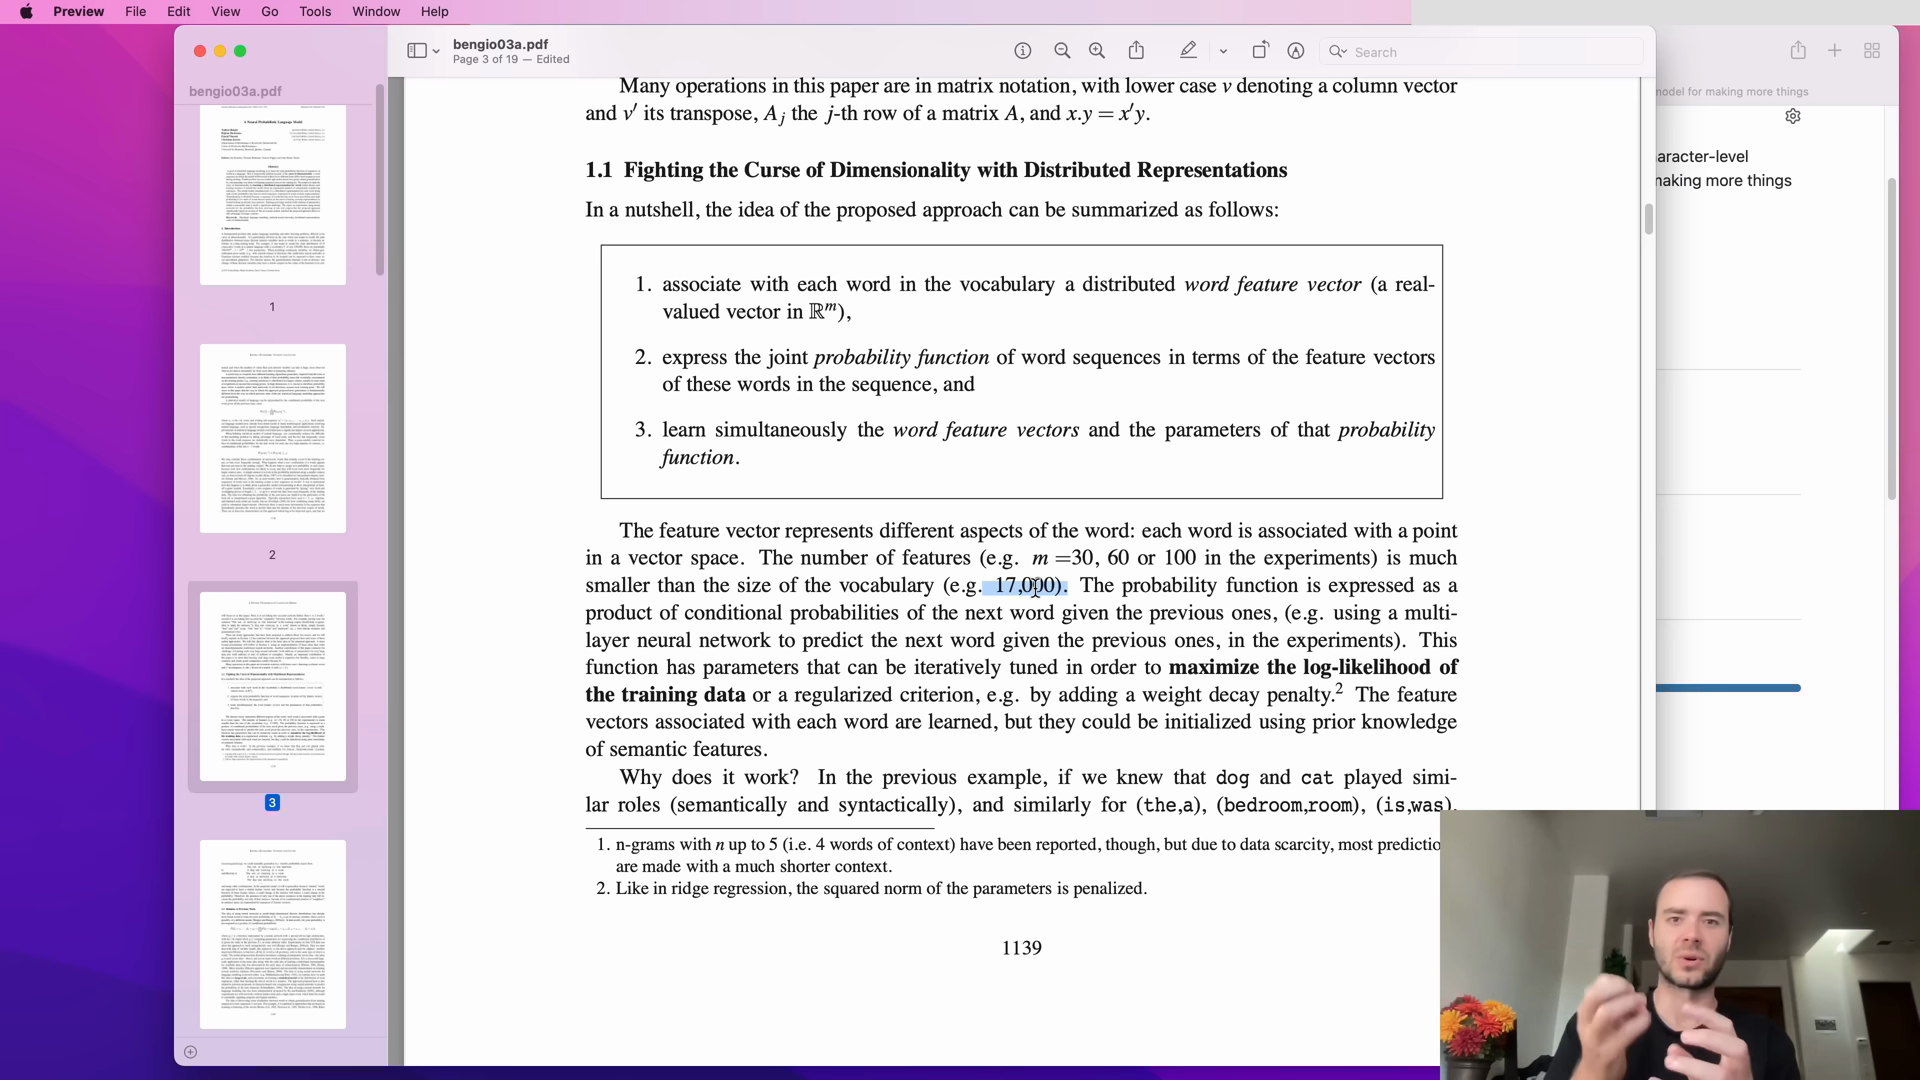 Preview File Edit View Go Tools Window Help
bengio03a.pdf
Page 3 of 19 — Edited
Search
bengio03a.pdf
1
2
3
model for making more things
aracter-level
making more things
Many operations in this paper are in matrix notation, with lower case v denoting a column vector
and v′ its transpose, Aj the j-th row of a matrix A, and x.y = x′y.
1.1 Fighting the Curse of Dimensionality with Distributed Representations
In a nutshell, the idea of the proposed approach can be summarized as follows:
1. associate with each word in the vocabulary a distributed word feature vector (a real-
valued vector in ℝᵐ),
2. express the joint probability function of word sequences in terms of the feature vectors
of these words in the sequence, and
3. learn simultaneously the word feature vectors and the parameters of that probability
function.
The feature vector represents different aspects of the word: each word is associated with a point
in a vector space. The number of features (e.g. m =30, 60 or 100 in the experiments) is much
smaller than the size of the vocabulary (e.g. 17,000). The probability function is expressed as a
product of conditional probabilities of the next word given the previous ones, (e.g. using a multi-
layer neural network to predict the next word given the previous ones, in the experiments). This
function has parameters that can be iteratively tuned in order to maximize the log-likelihood of
the training data or a regularized criterion, e.g. by adding a weight decay penalty.2 The feature
vectors associated with each word are learned, but they could be initialized using prior knowledge
of semantic features.
Why does it work? In the previous example, if we knew that dog and cat played simi-
lar roles (semantically and syntactically), and similarly for (the,a), (bedroom,room), (is,was),
1. n-grams with n up to 5 (i.e. 4 words of context) have been reported, though, but due to data scarcity, most predictio
are made with a much shorter context.
2. Like in ridge regression, the squared norm of the parameters is penalized.
1139